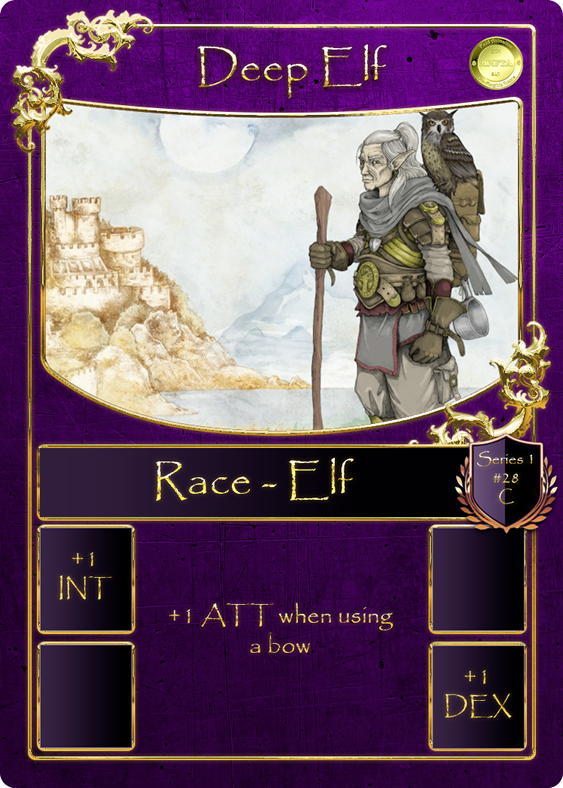 Deep Elf
Race - Elf
Series 1
#28
C
+1
INT
+1 ATT when using
a bow
+1
DEX